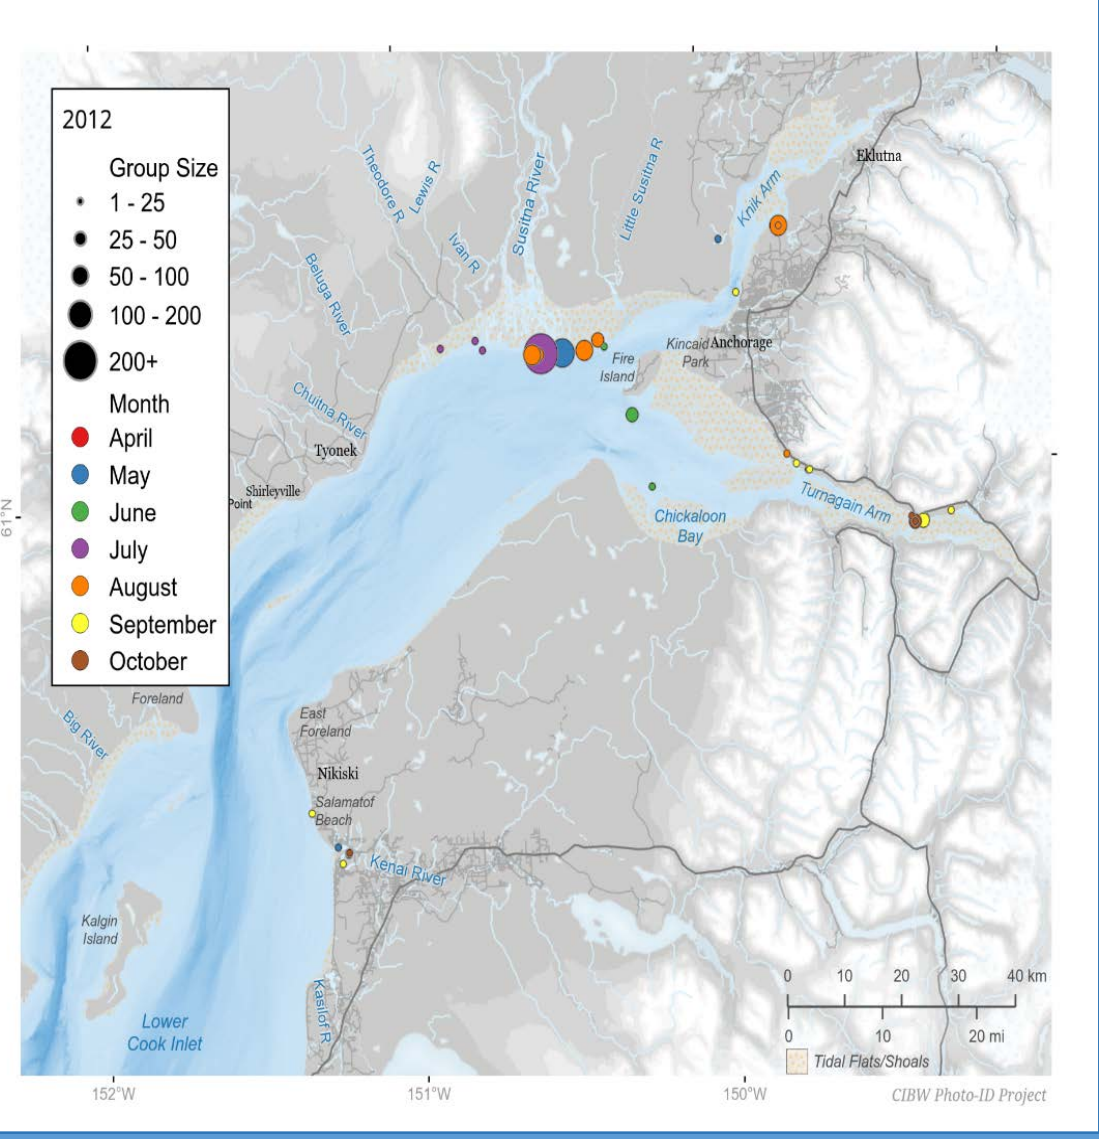 2012
Group Size
1 - 25
25 - 50
50 - 100
100 - 200
200+
Month
April
May
June
July
August
September
October
Theodore R
Lewis R
Ivan R
Susitna River
Little Susitna R
Beluga River
Knik Arm
Eklutna
Kincaid
Park
Anchorage
Fire
Island
Chuitna River
Tyonek
Shirleyville
Point
Turnagain Arm
Chickaloon
Bay
61°N
Foreland
Big River
East
Foreland
Nikiski
Salamatof
Beach
Kenai River
Kalgin
Island
Lower
Cook Inlet
Kasilof R
0 10 20 30 40 km
0 10 20 mi
Tidal Flats/Shoals
152°W 151°W 150°W
CIBW Photo-ID Project